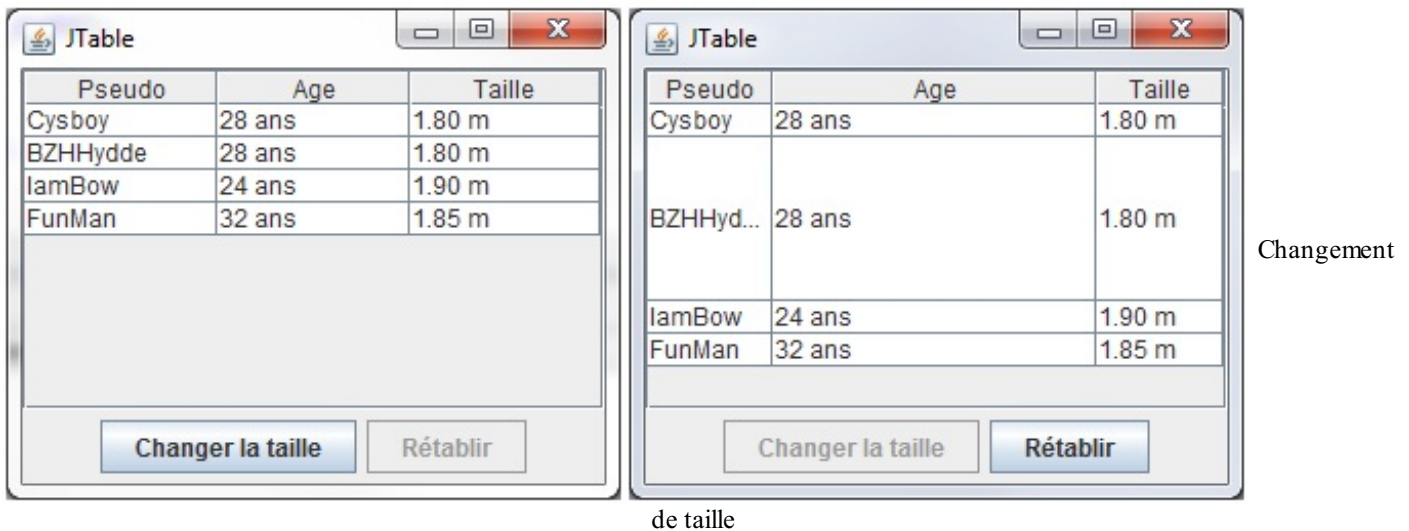 JTable
Pseudo Age Taille
Cysboy 28 ans 1.80 m
BZHHydde 28 ans 1.80 m
IamBow 24 ans 1.90 m
FunMan 32 ans 1.85 m
Changer la taille Rétablir
JTable
Pseudo Age Taille
Cysboy 28 ans 1.80 m
BZHHyd... 28 ans 1.80 m
IamBow 24 ans 1.90 m
FunMan 32 ans 1.85 m
Changer la taille Rétablir
Changement
de taille